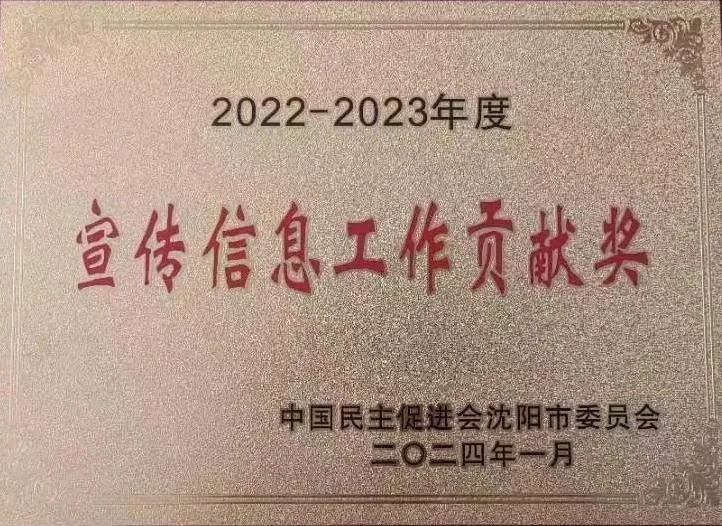 2022-2023年度
宣传信息工作贡献奖
中国民主促进会沈阳市委员会
二〇二四年一月